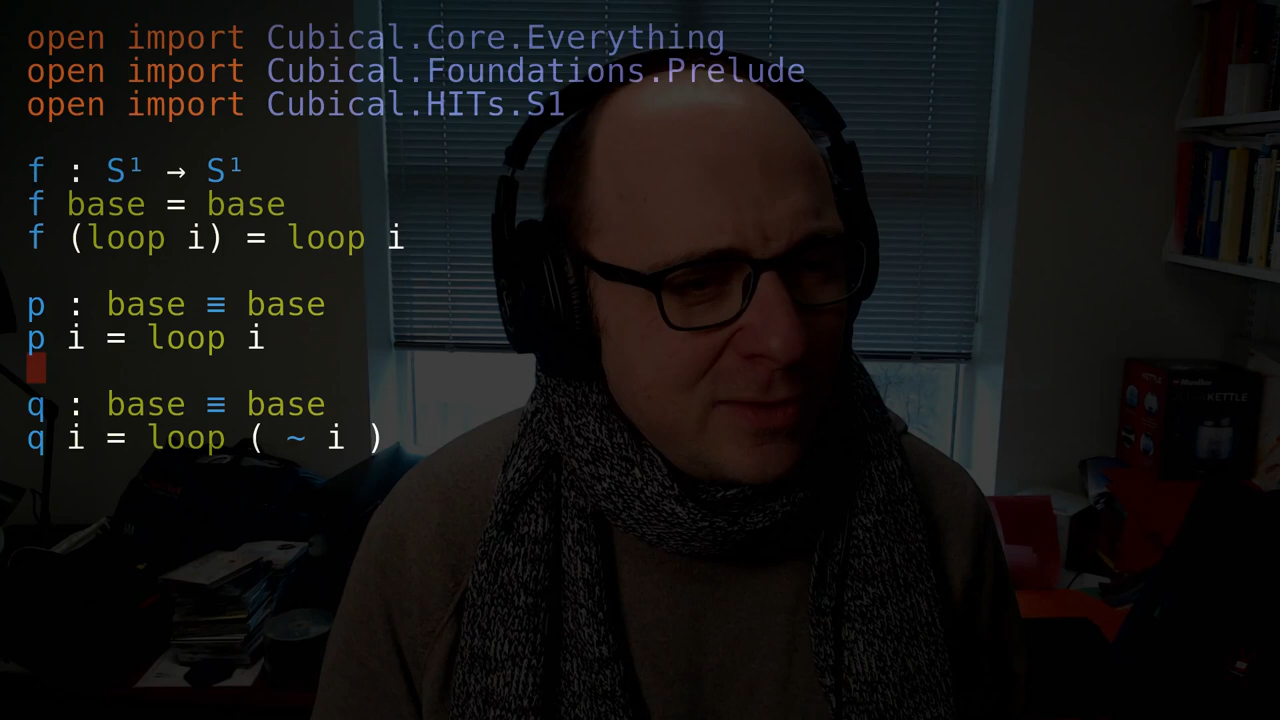 open import Cubical.Core.Everything
open import Cubical.Foundations.Prelude
open import Cubical.HITs.S1
f : S¹ → S¹
f base = base
f (loop i) = loop i
p : base ≡ base
p i = loop i
q : base ≡ base
q i = loop ( ~ i )
KETTLE